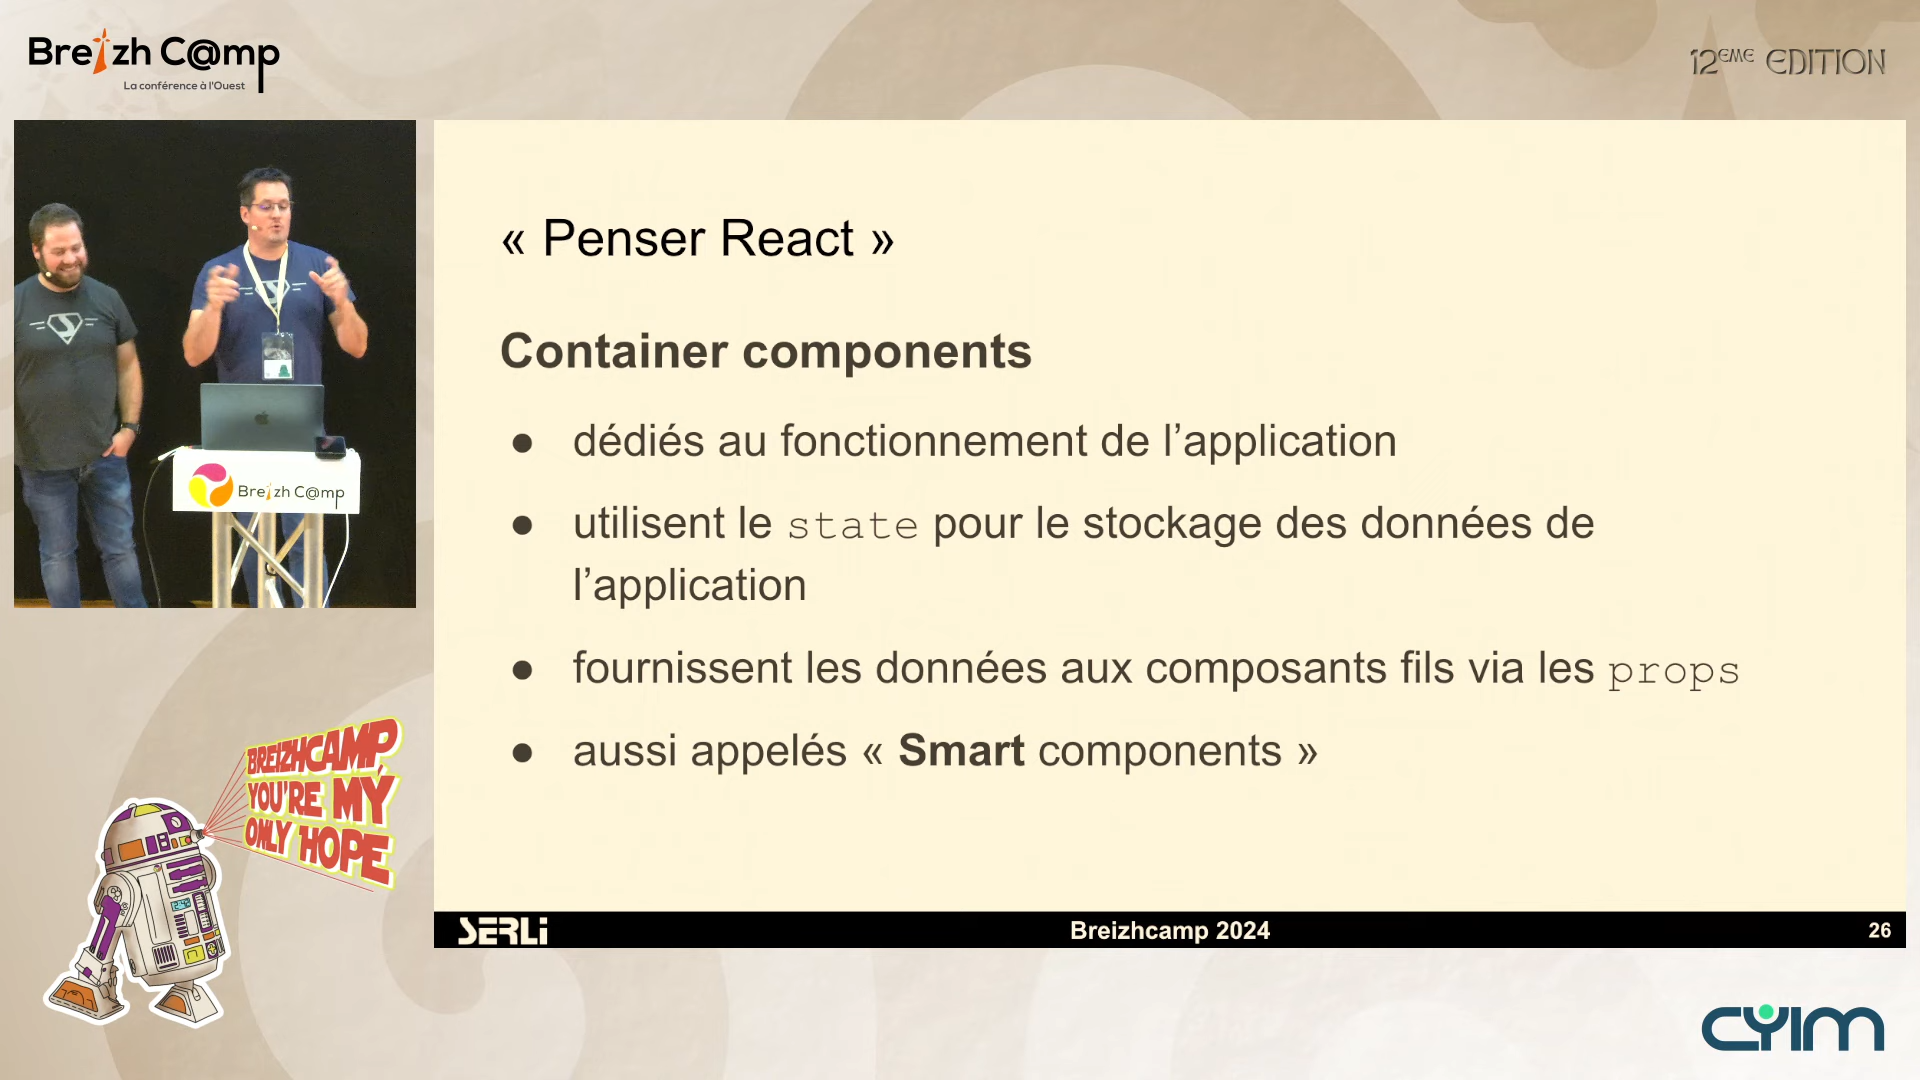 Breizh C@mp
La conférence à l'Ouest
12EME EDITION
« Penser React »
Container components
● dédiés au fonctionnement de l’application
● utilisent le state pour le stockage des données de
l’application
● fournissent les données aux composants fils via les props
● aussi appelés « Smart components »
Breizh C@mp
BREIZHCAMP,
YOU'RE MY
ONLY HOPE
SERLI
Breizhcamp 2024
26
CYIM